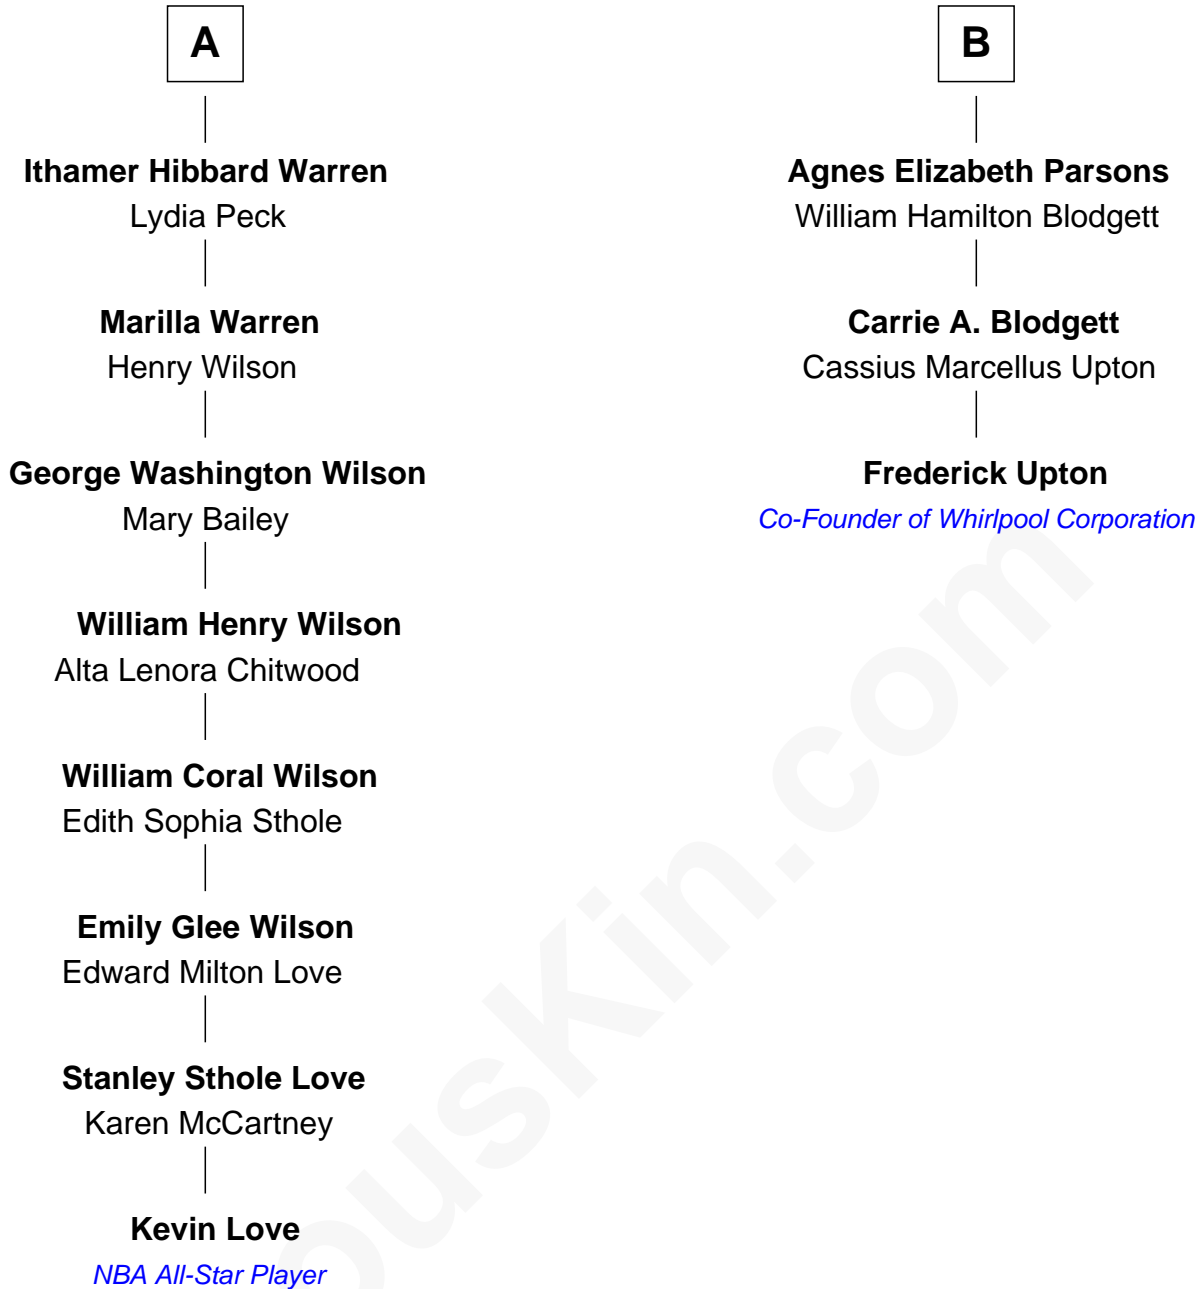 A
Ithamer Hibbard Warren
Lydia Peck
Marilla Warren
Henry Wilson
George Washington Wilson
Mary Bailey
William Henry Wilson
Alta Lenora Chitwood
William Coral Wilson
Edith Sophia Sthole
Emily Glee Wilson
Edward Milton Love
Stanley Sthole Love
Karen McCartney
Kevin Love
NBA All-Star Player
B
Agnes Elizabeth Parsons
William Hamilton Blodgett
Carrie A. Blodgett
Cassius Marcellus Upton
Frederick Upton
Co-Founder of Whirlpool Corporation
ousKin.com